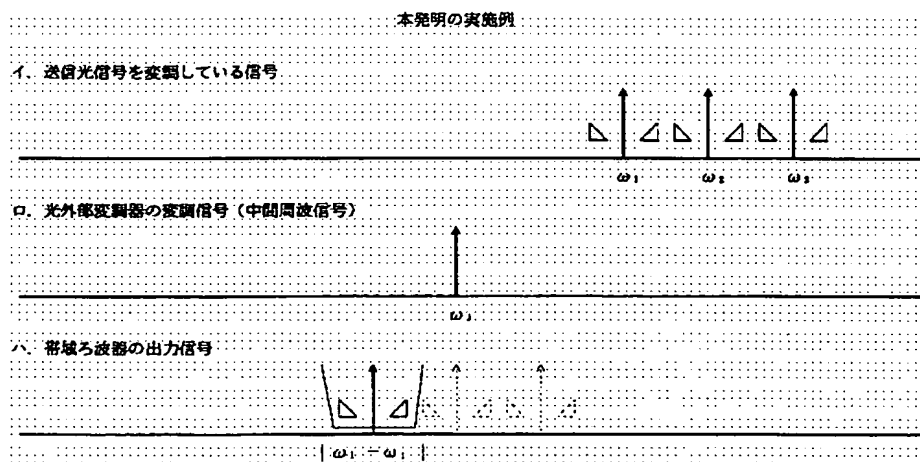 本発明の実施例
イ. 送信光信号を変調している信号
ω₁ ω₂ ω₃
ロ. 光外部変調器の変調信号(中間周波信号)
ωⱼ
ハ. 帯域ろ波器の出力信号
| ω₁ − ωⱼ |